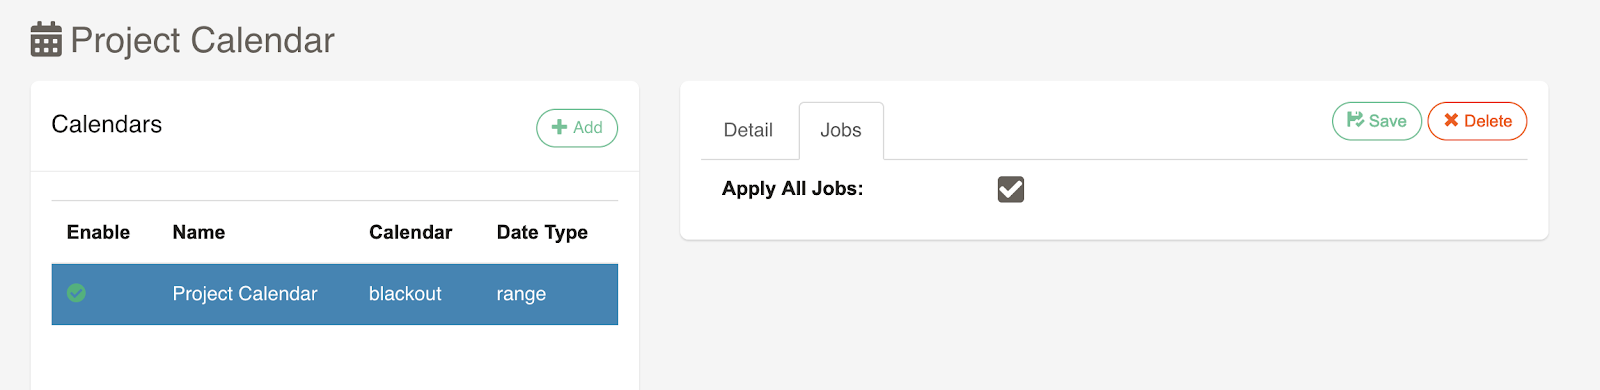 Project Calendar
Calendars
Add
Enable Name Calendar Date Type
Project Calendar blackout range
Detail Jobs Save Delete
Apply All Jobs: